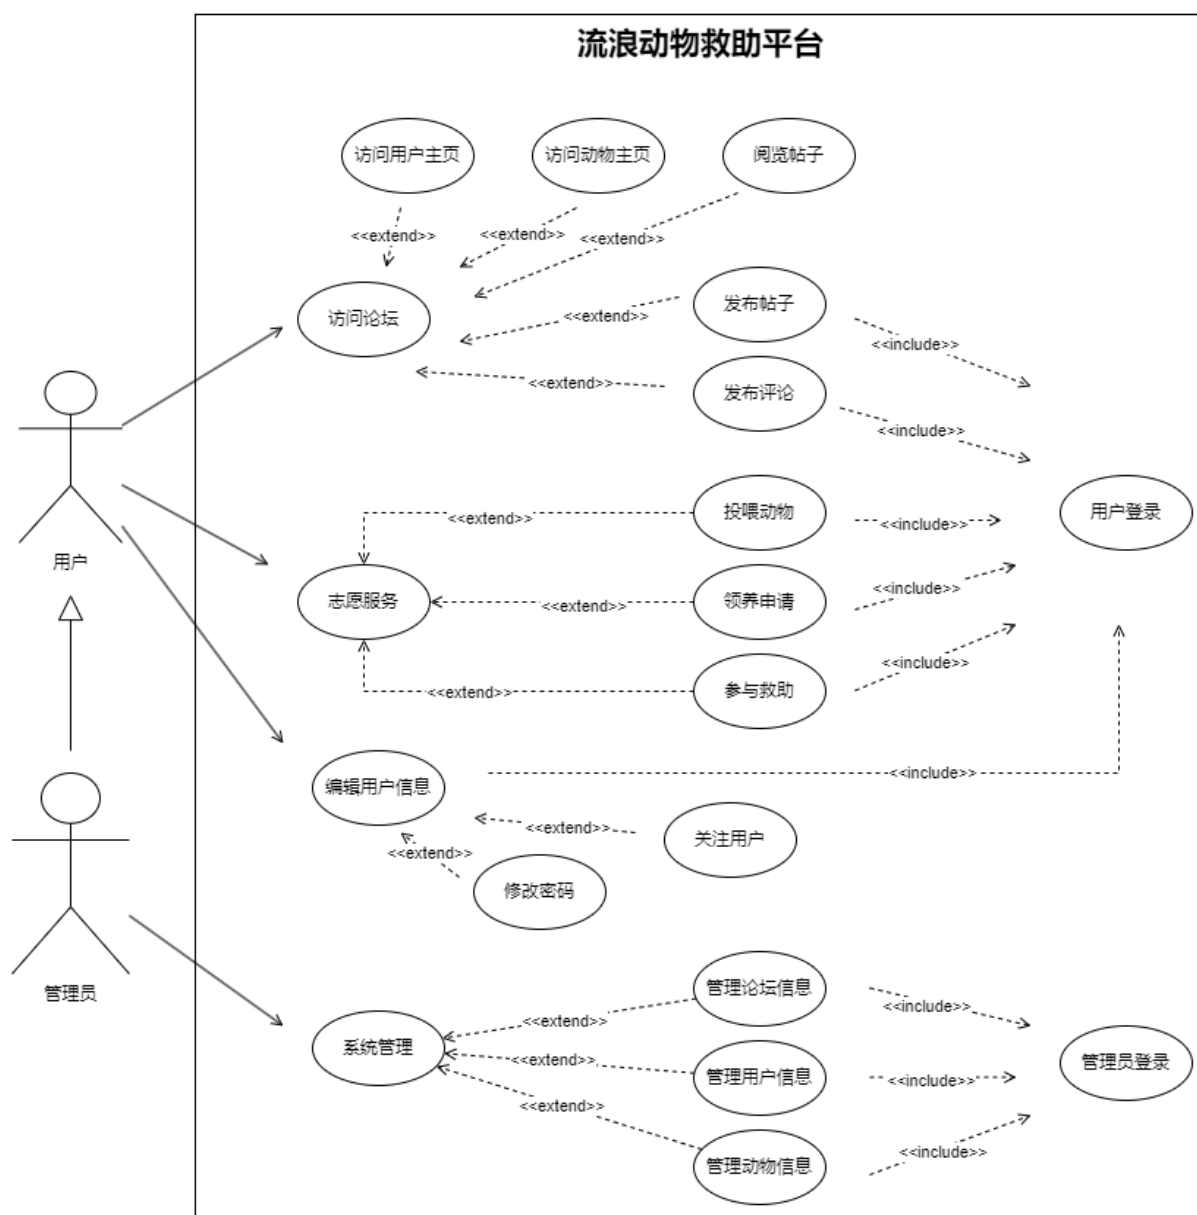 流浪动物救助平台
访问用户主页
访问动物主页
阅览帖子
<<extend>>
<<extend>>
<<extend>>
访问论坛
<<extend>>
发布帖子
<<include>>
<<extend>>
发布评论
<<include>>
用户
<<extend>>
投喂动物
<<include>>
用户登录
志愿服务
<<extend>>
领养申请
<<include>>
<<extend>>
参与救助
<<include>>
编辑用户信息
<<include>>
<<extend>>
关注用户
<<extend>>
修改密码
管理员
系统管理
<<extend>>
管理论坛信息
<<include>>
<<extend>>
管理用户信息
<<include>>
管理员登录
<<extend>>
管理动物信息
<<include>>